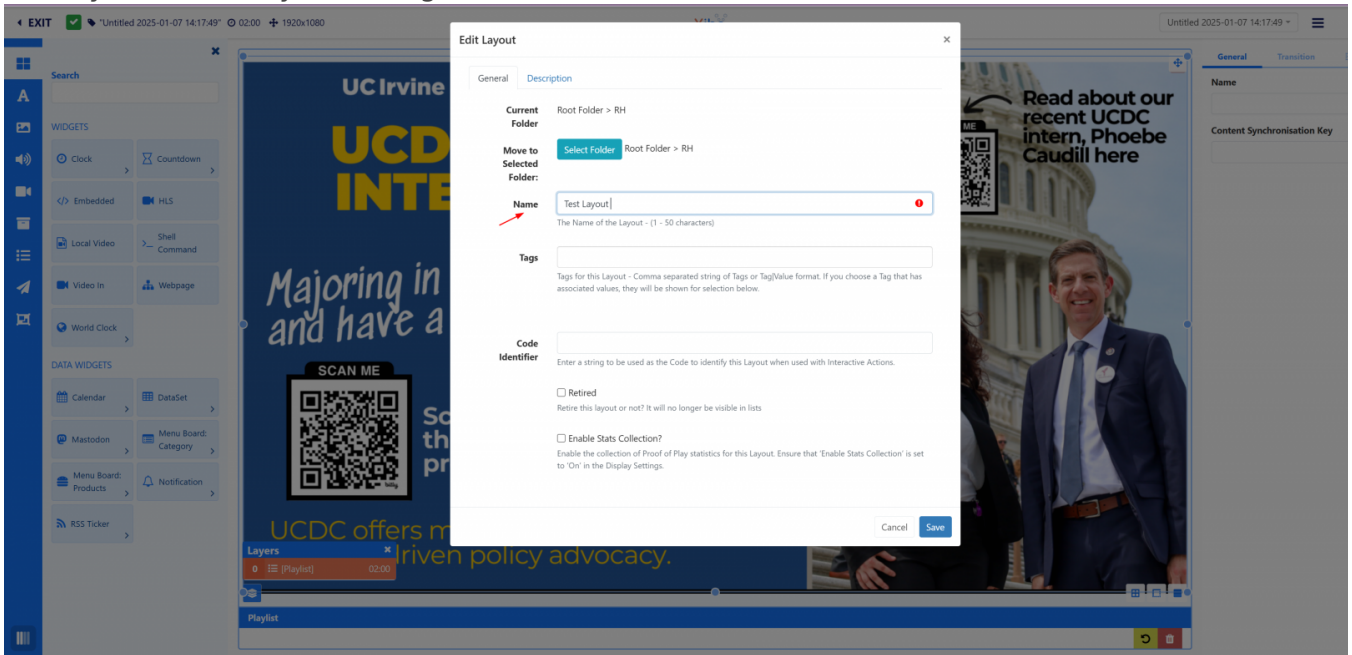 EXIT
"Untitled 2025-01-07 14:17:49"
02:00
1920x1080
Untitled 2025-01-07 14:17:49
Search
WIDGETS
Clock
Countdown
</> Embedded
HLS
Local Video
Shell
Command
Video In
Webpage
World Clock
DATA WIDGETS
Calendar
DataSet
Mastodon
Menu Board:
Category
Menu Board:
Products
Notification
RSS Ticker
UC Irvine
UCD
INTE
Majoring in
and have a
SCAN ME
Sc
th
pr
UCDC offers m
driven policy advocacy.
Layers
0 [Playlist] 02:00
Playlist
Edit Layout
General
Description
Current
Folder
Root Folder > RH
Move to
Selected
Folder:
Select Folder
Root Folder > RH
Name
Test Layout
The Name of the Layout - (1 - 50 characters)
Tags
Tags for this Layout - Comma separated string of Tags or Tag|Value format. If you choose a Tag that has
associated values, they will be shown for selection below.
Code
Identifier
Enter a string to be used as the Code to identify this Layout when used with Interactive Actions.
Retired
Retire this layout or not? It will no longer be visible in lists
Enable Stats Collection?
Enable the collection of Proof of Play statistics for this Layout. Ensure that 'Enable Stats Collection' is set
to 'On' in the Display Settings.
Cancel
Save
ME
Read about our
recent UCDC
intern, Phoebe
Caudill here
General
Transition
Name
Content Synchronisation Key